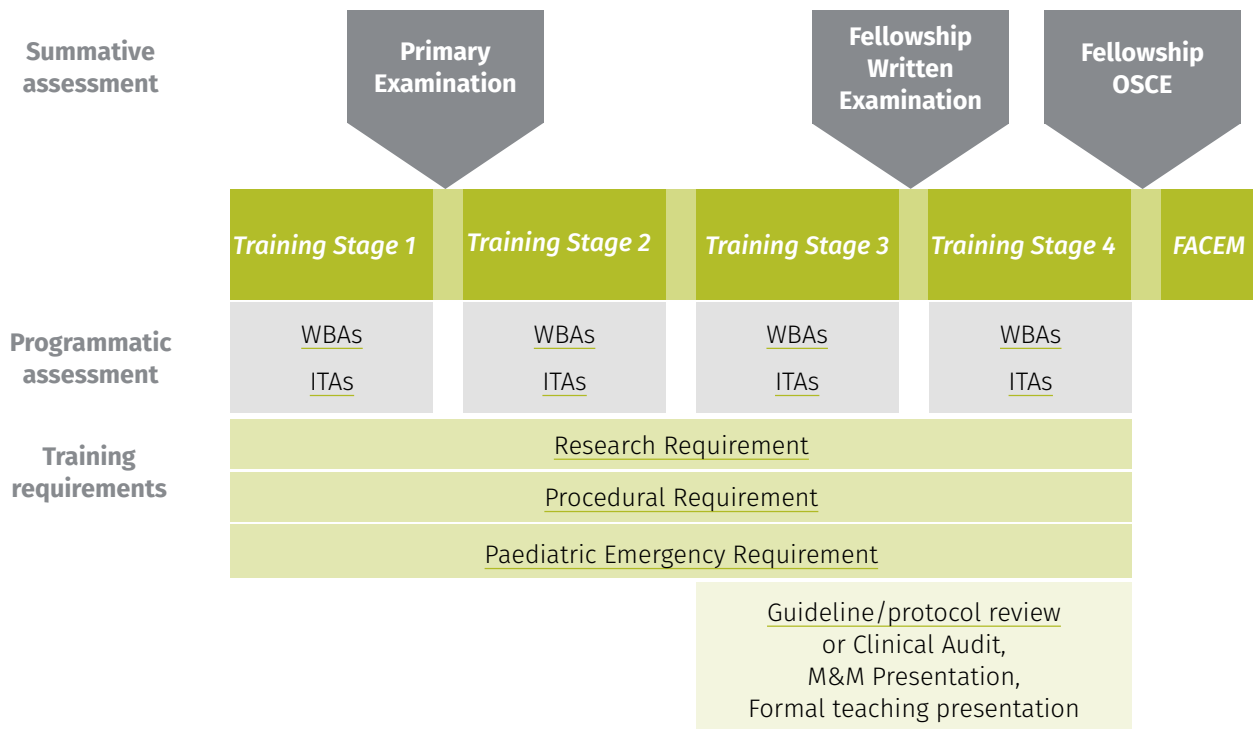 Summative
assessment
Primary
Examination
Fellowship
Written
Examination
Fellowship
OSCE
Training Stage 1
Training Stage 2
Training Stage 3
Training Stage 4
FACEM
Programmatic
assessment
WBAs
ITAs
WBAs
ITAs
WBAs
ITAs
WBAs
ITAs
Training
requirements
Research Requirement
Procedural Requirement
Paediatric Emergency Requirement
Guideline/protocol review
or Clinical Audit,
M&M Presentation,
Formal teaching presentation